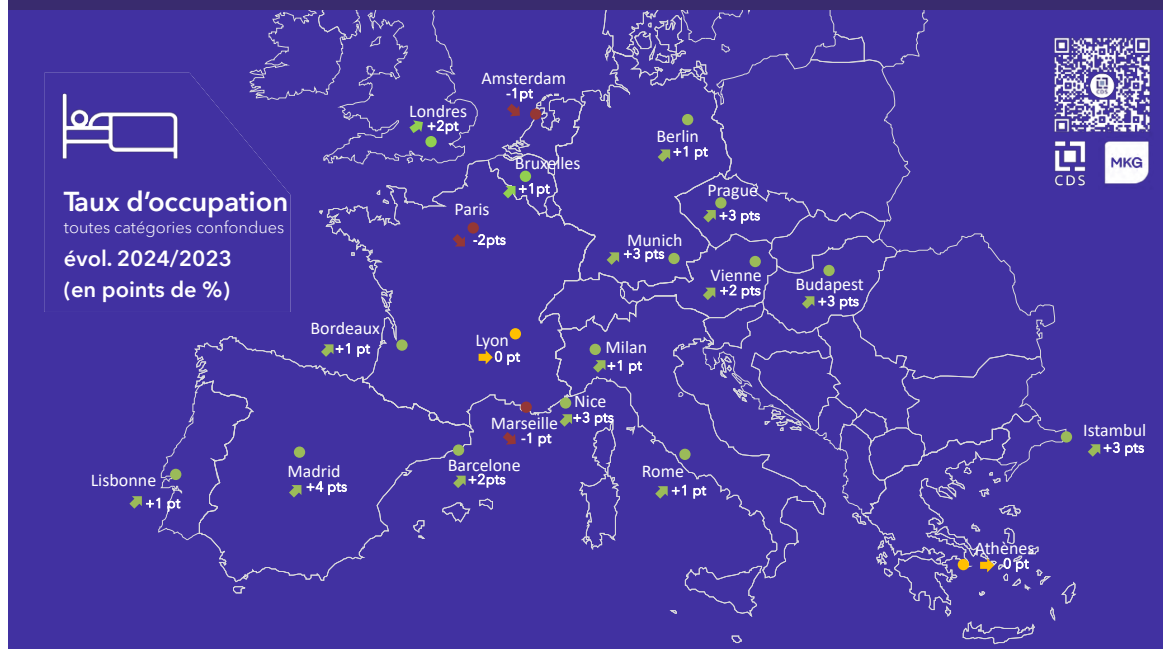 Taux d'occupation
toutes catégories confondues
évol. 2024/2023
(en points de %)
Amsterdam
-1pt
Londres
+2pt
Berlin
+1 pt
Bruxelles
+1pt
CDS
MKG
CDS
Prague
+3 pts
Paris
-2pts
Munich
+3 pts
Vienne
+2 pts
Budapest
+3 pts
Bordeaux
+1 pt
Lyon
0 pt
Milan
+1 pt
Nice
+3 pts
Marseille
-1 pt
Istambul
+3 pts
Lisbonne
+1 pt
Madrid
+4 pts
Barcelone
+2pts
Rome
+1 pt
Athènes
0 pt